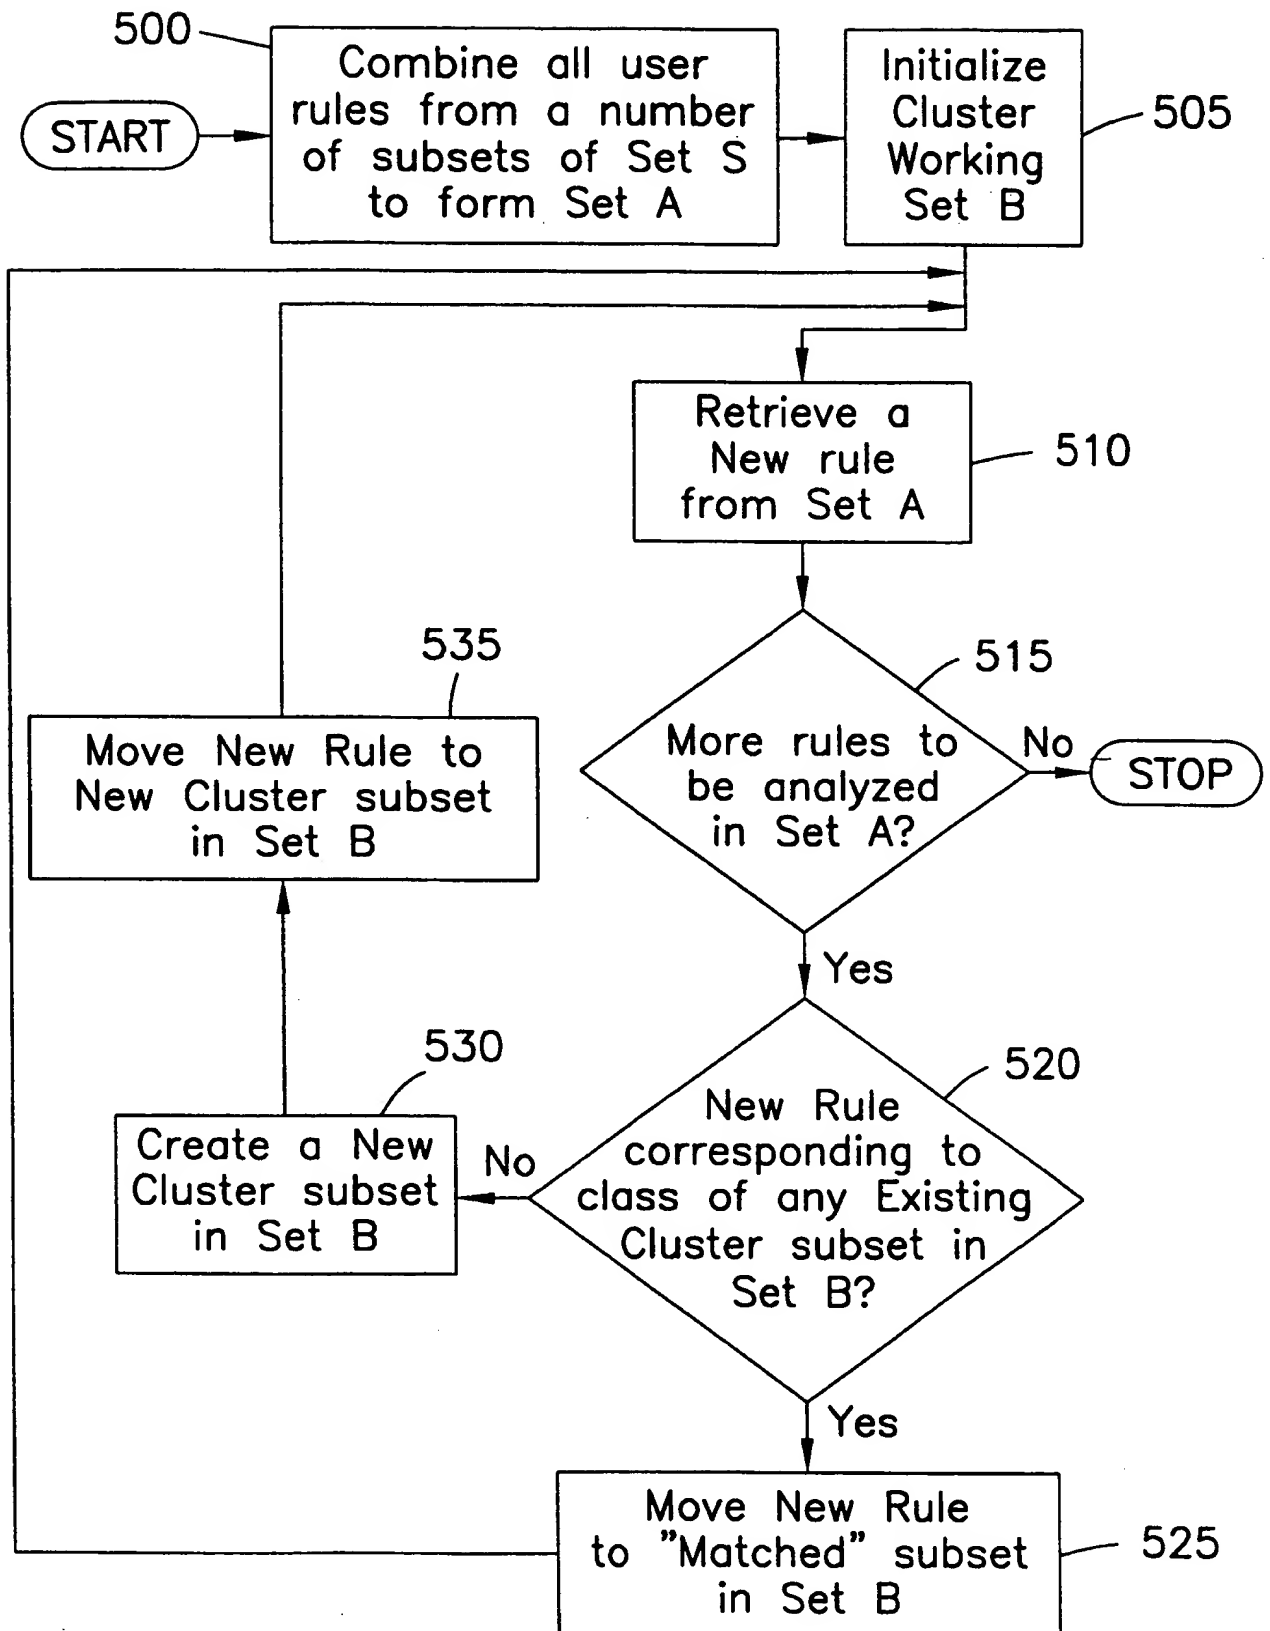 500
START
Combine all user
rules from a number
of subsets of Set S
to form Set A
Initialize
Cluster
Working
Set B
505
Retrieve a
New rule
from Set A
510
515
More rules to
be analyzed
in Set A?
No
STOP
Yes
520
New Rule
corresponding to
class of any Existing
Cluster subset in
Set B?
No
530
Create a New
Cluster subset
in Set B
535
Move New Rule to
New Cluster subset
in Set B
Yes
Move New Rule
to "Matched" subset
in Set B
525